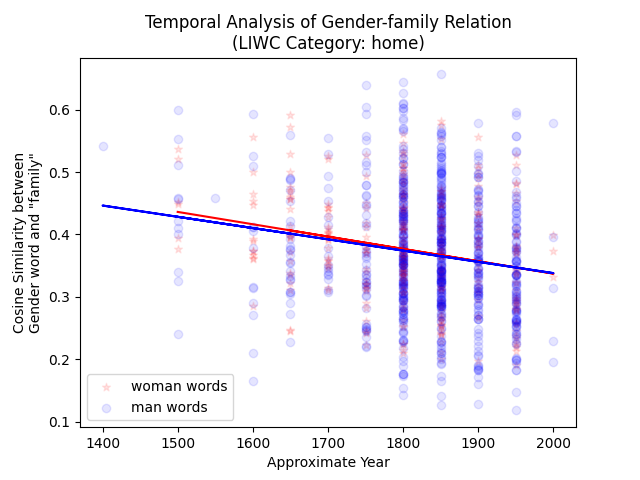 Temporal Analysis of Gender-family Relation
(LIWC Category: home)
Cosine Similarity between
Gender word and "family"
0.6
0.5
0.4
0.3
0.2
0.1
woman words
man words
1400 1500 1600 1700 1800 1900 2000
Approximate Year